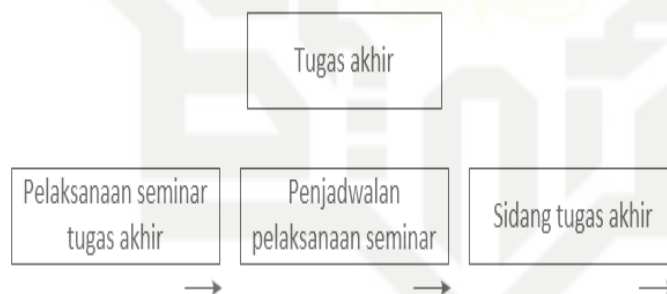 Tugas akhir
Pelaksanaan seminar
tugas akhir
Penjadwalan
pelaksanaan seminar
Sidang tugas akhir